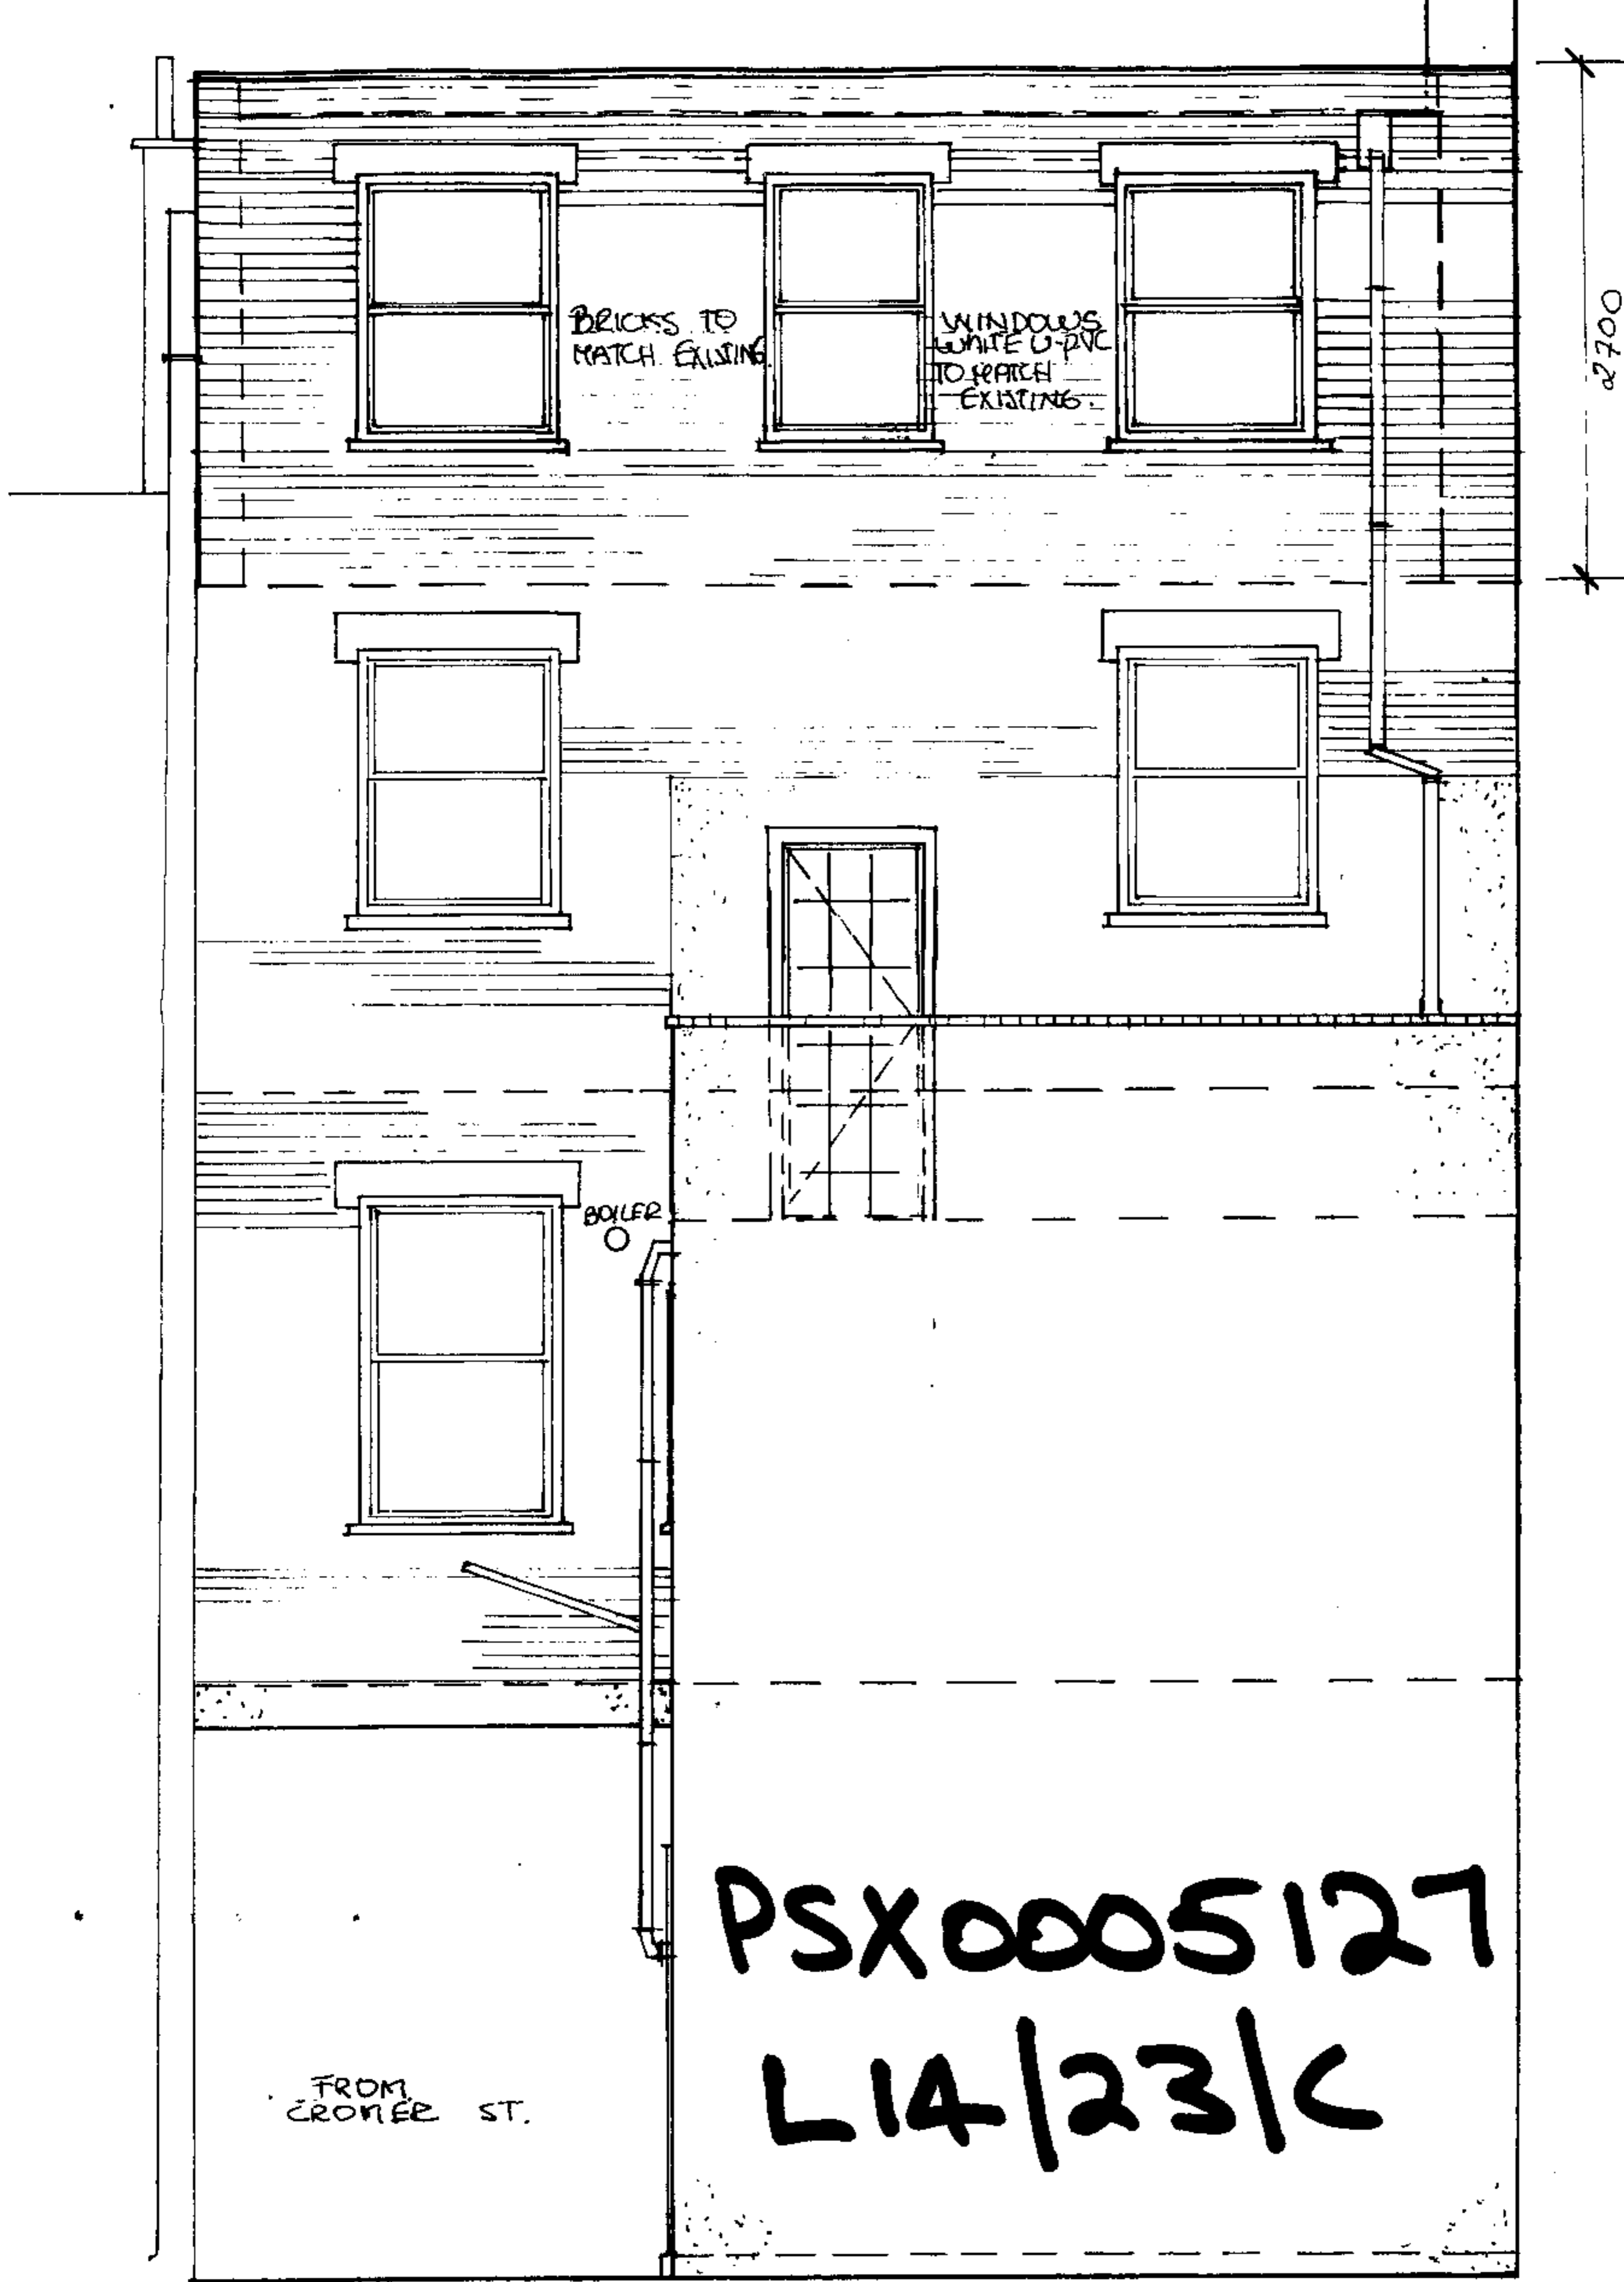 BRICKS TO
MATCH EXISTING
WINDOWS
WHITE U-PVC
TO MATCH
EXISTING.
2700
BOILER
PSX0005127
L14/23/C
FROM
CROMER ST.